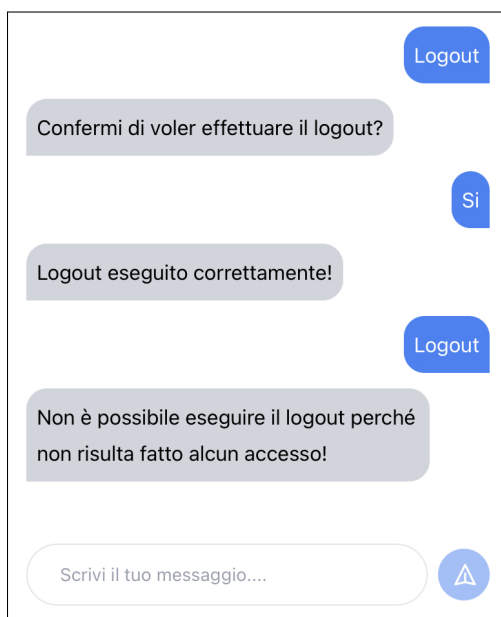 Logout
Confermi di voler effettuare il logout?
Si
Logout eseguito correttamente!
Logout
Non è possibile eseguire il logout perché
non risulta fatto alcun accesso!
Scrivi il tuo messaggio....